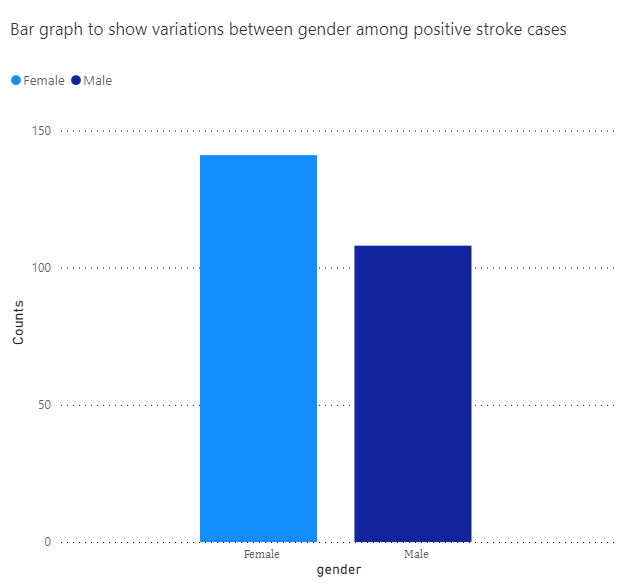 Bar graph to show variations between gender among positive stroke cases
Female Male
150
100
50
0
Counts
Female Male
gender